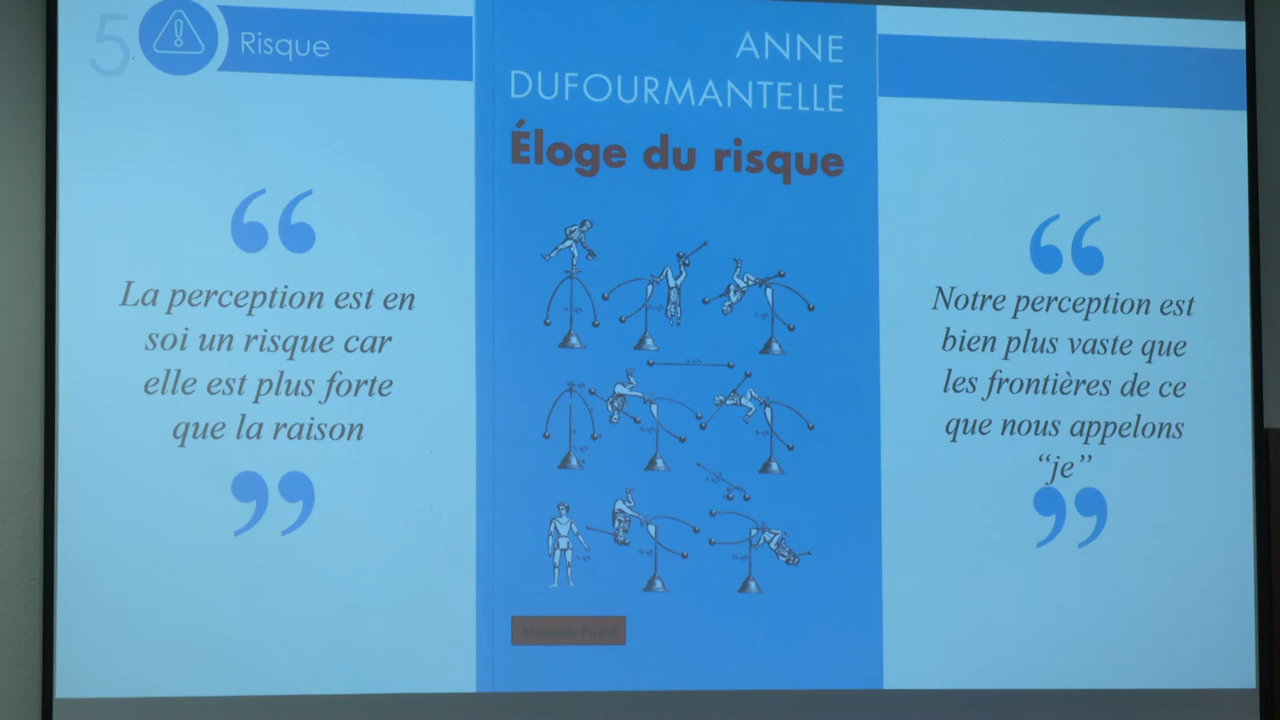 5
Risque
ANNE
DUFOURMANTELLE
Éloge du risque
“
La perception est en
soi un risque car
elle est plus forte
que la raison
”
“
Notre perception est
bien plus vaste que
les frontières de ce
que nous appelons
“je”
”